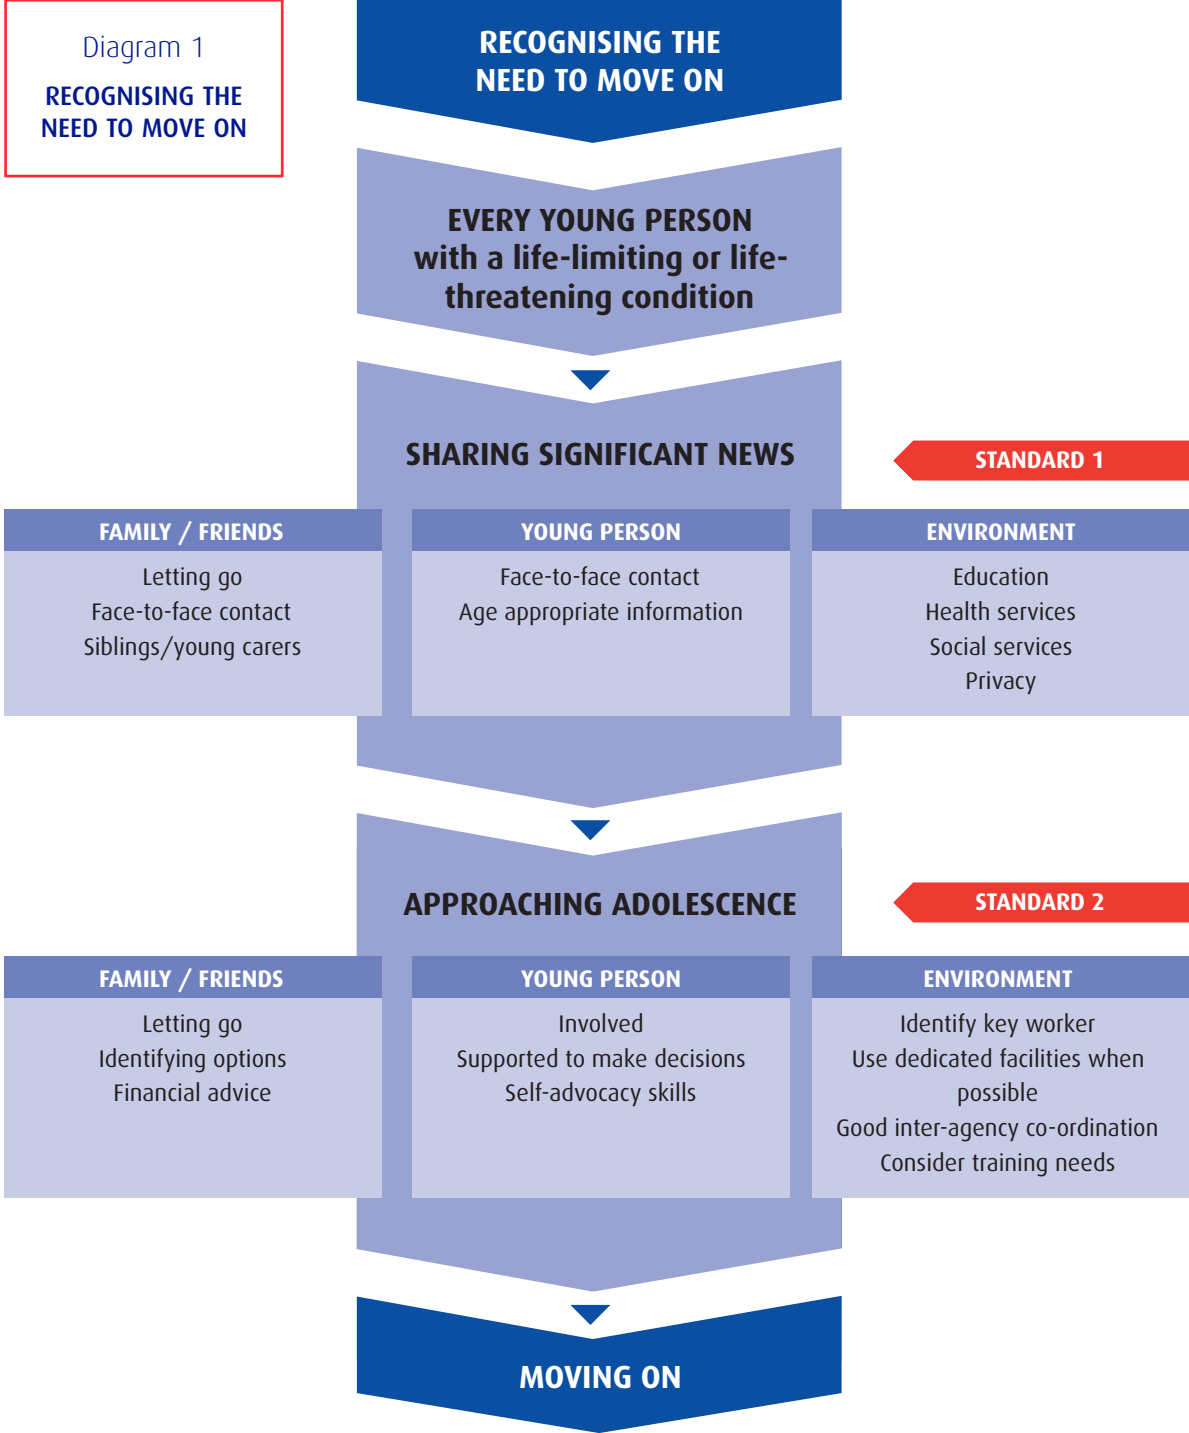 Diagram 1
RECOGNISING THE
NEED TO MOVE ON
RECOGNISING THE
NEED TO MOVE ON
EVERY YOUNG PERSON
with a life-limiting or life-
threatening condition
SHARING SIGNIFICANT NEWS
STANDARD 1
FAMILY / FRIENDS
Letting go
Face-to-face contact
Siblings/young carers
YOUNG PERSON
Face-to-face contact
Age appropriate information
ENVIRONMENT
Education
Health services
Social services
Privacy
APPROACHING ADOLESCENCE
STANDARD 2
FAMILY / FRIENDS
Letting go
Identifying options
Financial advice
YOUNG PERSON
Involved
Supported to make decisions
Self-advocacy skills
ENVIRONMENT
Identify key worker
Use dedicated facilities when
possible
Good inter-agency co-ordination
Consider training needs
MOVING ON